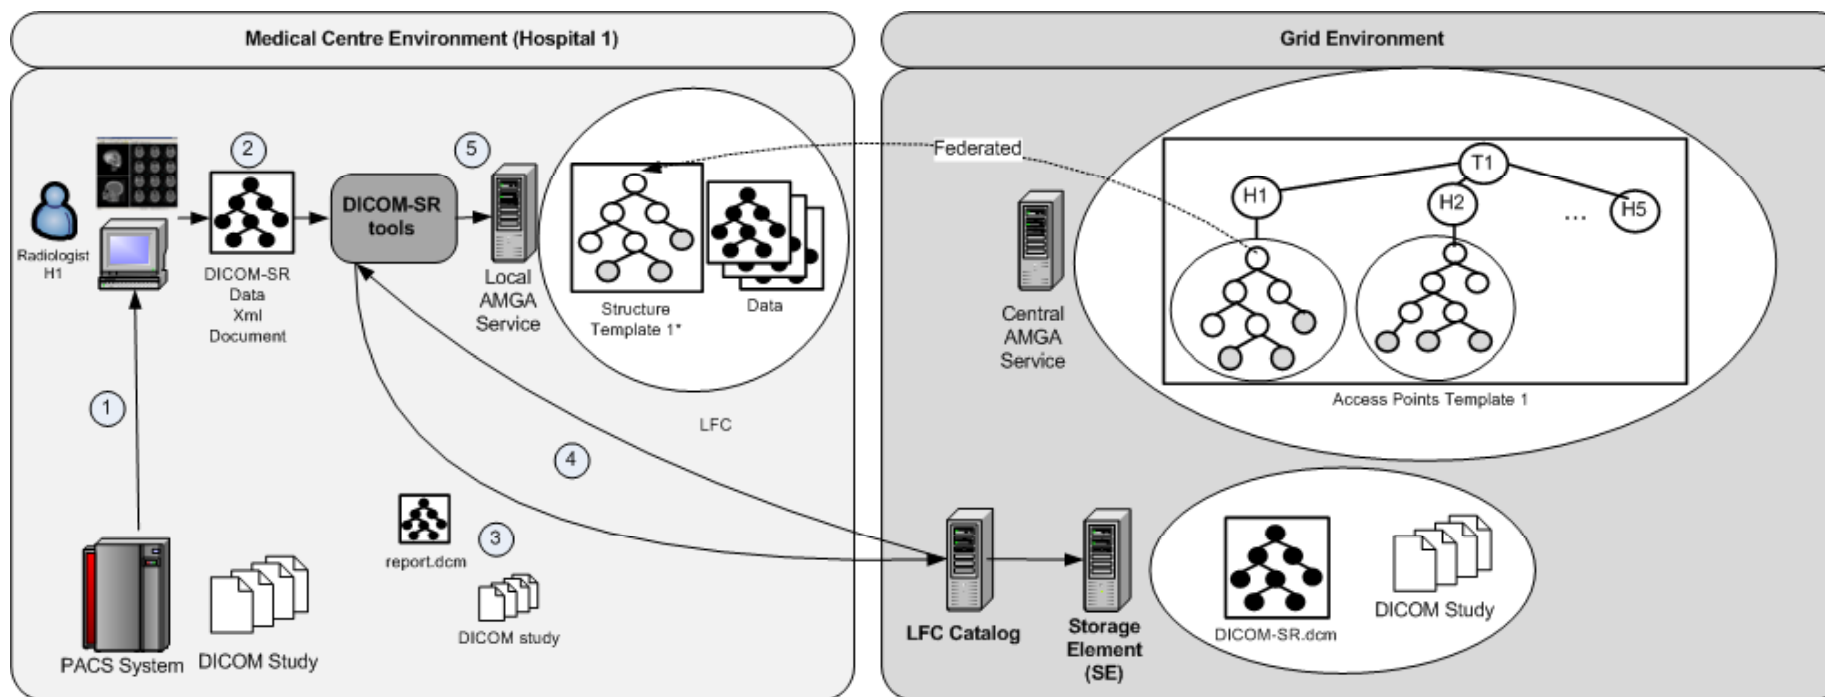 Medical Centre Environment (Hospital 1)
Grid Environment
2
5
Radiologist
H1
DICOM-SR
Data
Xml
Document
DICOM-SR
tools
Local
AMGA
Service
Structure
Template 1*
Data
Federated
T1
H1
H2
...
H5
Central
AMGA
Service
Access Points Template 1
1
LFC
4
3
report.dcm
DICOM study
PACS System
DICOM Study
LFC Catalog
Storage
Element
(SE)
DICOM-SR.dcm
DICOM Study